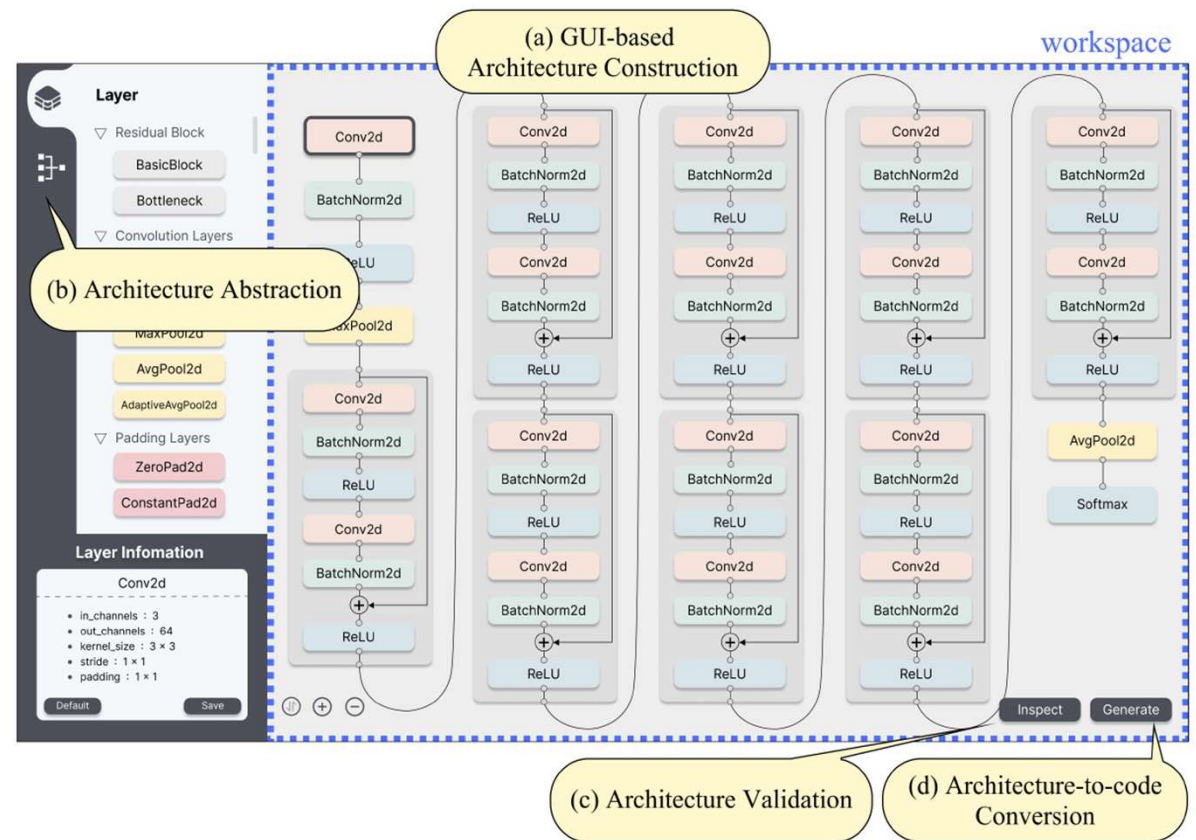 (a) GUI-based
Architecture Construction
workspace
Layer
Residual Block
BasicBlock
Bottleneck
Convolution Layers
(b) Architecture Abstraction
MaxPool2d
AvgPool2d
AdaptiveAvgPool2d
Padding Layers
ZeroPad2d
ConstantPad2d
Layer Infomation
Conv2d
in_channels : 3
out_channels : 64
kernel_size : 3 × 3
stride : 1 × 1
padding : 1 × 1
Default
Save
Conv2d
BatchNorm2d
Conv2d
BatchNorm2d
ReLU
Conv2d
BatchNorm2d
ReLU
Conv2d
BatchNorm2d
ReLU
Conv2d
BatchNorm2d
ReLU
Conv2d
BatchNorm2d
ReLU
Conv2d
BatchNorm2d
ReLU
Conv2d
BatchNorm2d
ReLU
Conv2d
BatchNorm2d
ReLU
Conv2d
BatchNorm2d
ReLU
Conv2d
BatchNorm2d
ReLU
Conv2d
BatchNorm2d
ReLU
Conv2d
BatchNorm2d
ReLU
Conv2d
BatchNorm2d
ReLU
Conv2d
BatchNorm2d
ReLU
Conv2d
BatchNorm2d
ReLU
Conv2d
BatchNorm2d
ReLU
AvgPool2d
Softmax
Inspect
Generate
(c) Architecture Validation
(d) Architecture-to-code
Conversion